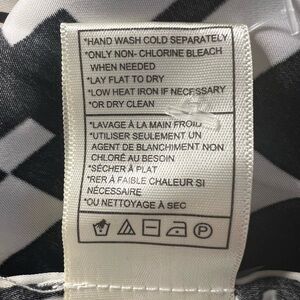 *HAND WASH COLD SEPARATELY
*ONLY NON- CHLORINE BLEACH
WHEN NEEDED
*LAY FLAT TO DRY
*LOW HEAT IRON IF NECESSARY
*OR DRY CLEAN
*LAVAGE À LA MAIN FROID
*UTILISER SEULEMENT UN
AGENT DE BLANCHIMENT NON
CHLORÉ AU BESOIN
*SÉCHER À PLAT
*RER À FAIBLE CHALEUR SI
NÉCESSAIRE
*OU NETTOYAGE À SEC
P